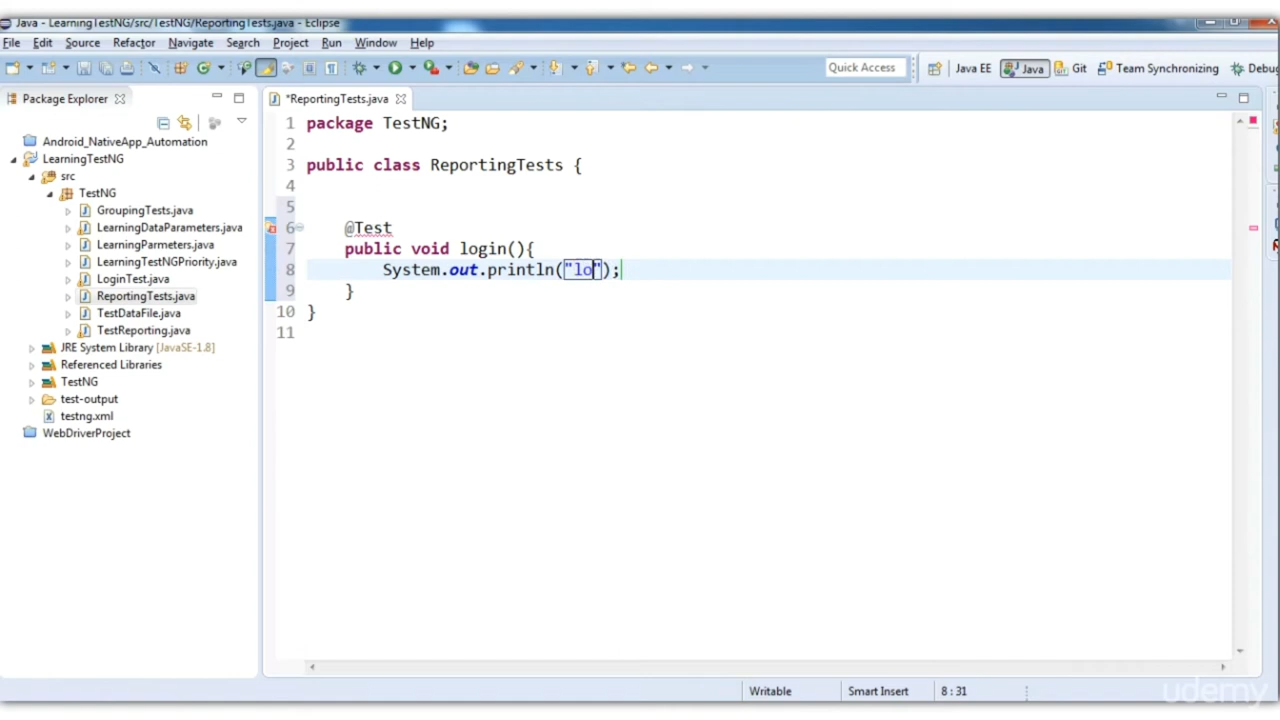 Java - LearningTestNG/src/TestNG/ReportingTests.java - Eclipse
File Edit Source Refactor Navigate Search Project Run Window Help
Quick Access Java EE Java Git Team Synchronizing Debug
Package Explorer
*ReportingTests.java
Android_NativeApp_Automation
LearningTestNG
src
TestNG
GroupingTests.java
LearningDataParameters.java
LearningParmeters.java
LearningTestNGPriority.java
LoginTest.java
ReportingTests.java
TestDataFile.java
TestReporting.java
JRE System Library [JavaSE-1.8]
Referenced Libraries
TestNG
test-output
testng.xml
WebDriverProject
1 package TestNG;
2
3 public class ReportingTests {
4
5
6 @Test
7 public void login(){
8 System.out.println("lo");
9 }
10 }
11
Writable Smart Insert 8 : 31
udemy